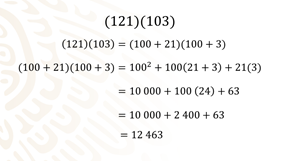 (121)(103)
(121)(103) = (100 + 21)(100 + 3)
(100 + 21)(100 + 3) = 100² + 100(21 + 3) + 21(3)
= 10 000 + 100 (24) + 63
= 10 000 + 2 400 + 63
= 12 463